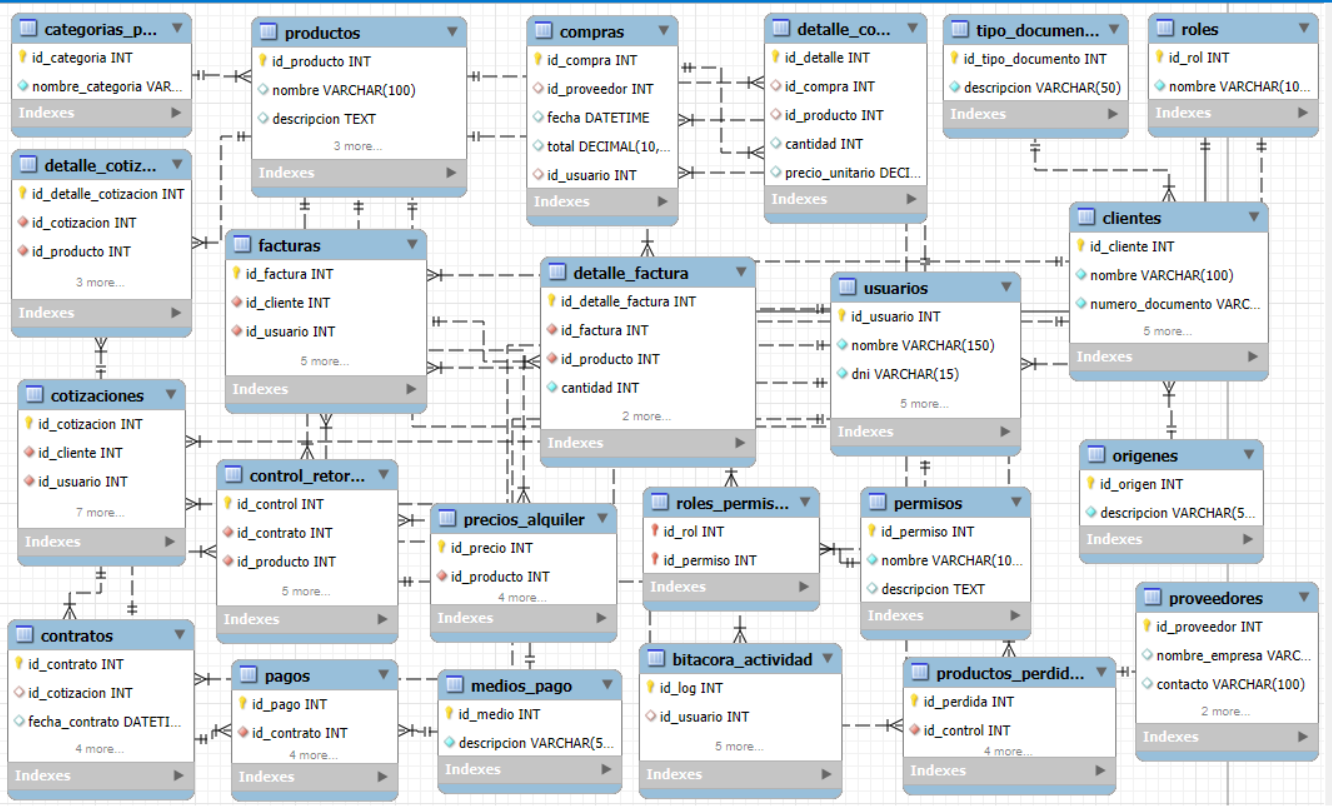 categorias_p...
id_categoria INT
nombre_categoria VAR...
Indexes
productos
id_producto INT
nombre VARCHAR(100)
descripcion TEXT
3 more...
Indexes
compras
id_compra INT
id_proveedor INT
fecha DATETIME
total DECIMAL(10,...
id_usuario INT
Indexes
detalle_co...
id_detalle INT
id_compra INT
id_producto INT
cantidad INT
precio_unitario DECI...
Indexes
tipo_documen...
id_tipo_documento INT
descripcion VARCHAR(50)
Indexes
roles
id_rol INT
nombre VARCHAR(10...
Indexes
detalle_cotiz...
id_detalle_cotizacion INT
id_cotizacion INT
id_producto INT
3 more...
Indexes
facturas
id_factura INT
id_cliente INT
id_usuario INT
5 more...
Indexes
detalle_factura
id_detalle_factura INT
id_factura INT
id_producto INT
cantidad INT
2 more...
Indexes
usuarios
id_usuario INT
nombre VARCHAR(150)
dni VARCHAR(15)
5 more...
Indexes
clientes
id_cliente INT
nombre VARCHAR(100)
numero_documento VARC...
5 more...
Indexes
cotizaciones
id_cotizacion INT
id_cliente INT
id_usuario INT
7 more...
Indexes
control_retor...
id_control INT
id_contrato INT
id_producto INT
5 more...
Indexes
precios_alquiler
id_precio INT
id_producto INT
4 more...
Indexes
roles_permis...
id_rol INT
id_permiso INT
Indexes
permisos
id_permiso INT
nombre VARCHAR(10...
descripcion TEXT
Indexes
origenes
id_origen INT
descripcion VARCHAR(5...
Indexes
contratos
id_contrato INT
id_cotizacion INT
fecha_contrato DATETI...
4 more...
Indexes
pagos
id_pago INT
id_contrato INT
4 more...
Indexes
medios_pago
id_medio INT
descripcion VARCHAR(5...
Indexes
bitacora_actividad
id_log INT
id_usuario INT
5 more...
Indexes
productos_perdid...
id_perdida INT
id_control INT
4 more...
Indexes
proveedores
id_proveedor INT
nombre_empresa VARC...
contacto VARCHAR(100)
2 more...
Indexes